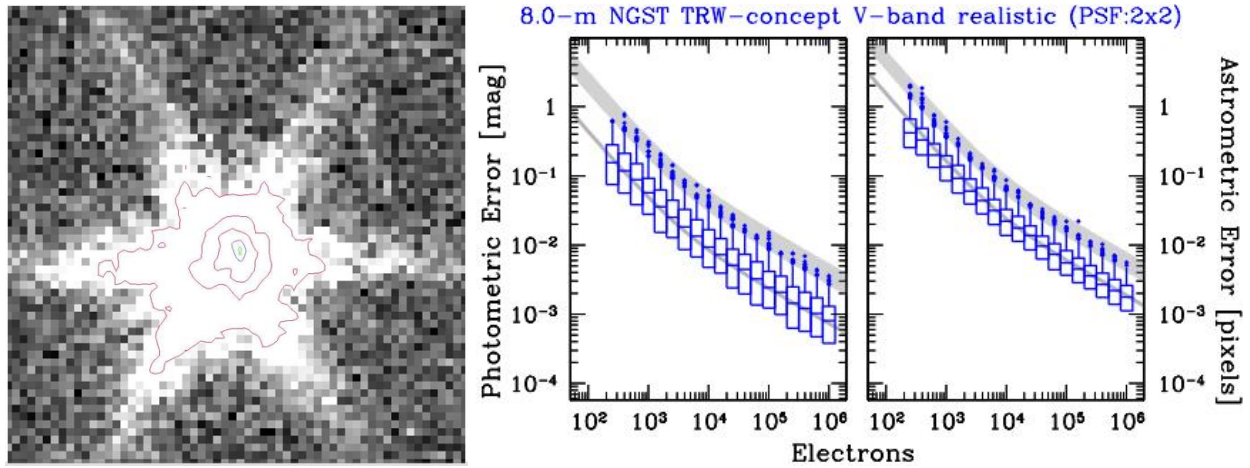 8.0-m NGST TRW-concept V-band realistic (PSF:2x2)
Photometric Error [mag]
1
10⁻¹
10⁻²
10⁻³
10⁻⁴
10² 10³ 10⁴ 10⁵ 10⁶
10² 10³ 10⁴ 10⁵ 10⁶
Electrons
1
10⁻¹
10⁻²
10⁻³
10⁻⁴
Astrometric Error [pixels]